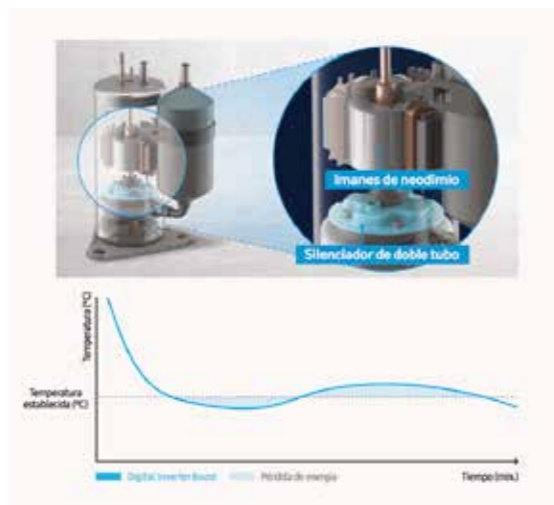 Imanes de neodimio
Silenciador de doble tubo
Temperatura (ºC)
Temperatura
establecida (ºC)
Digital Inverter Boost
Pérdida de energía
Tiempo (min.)